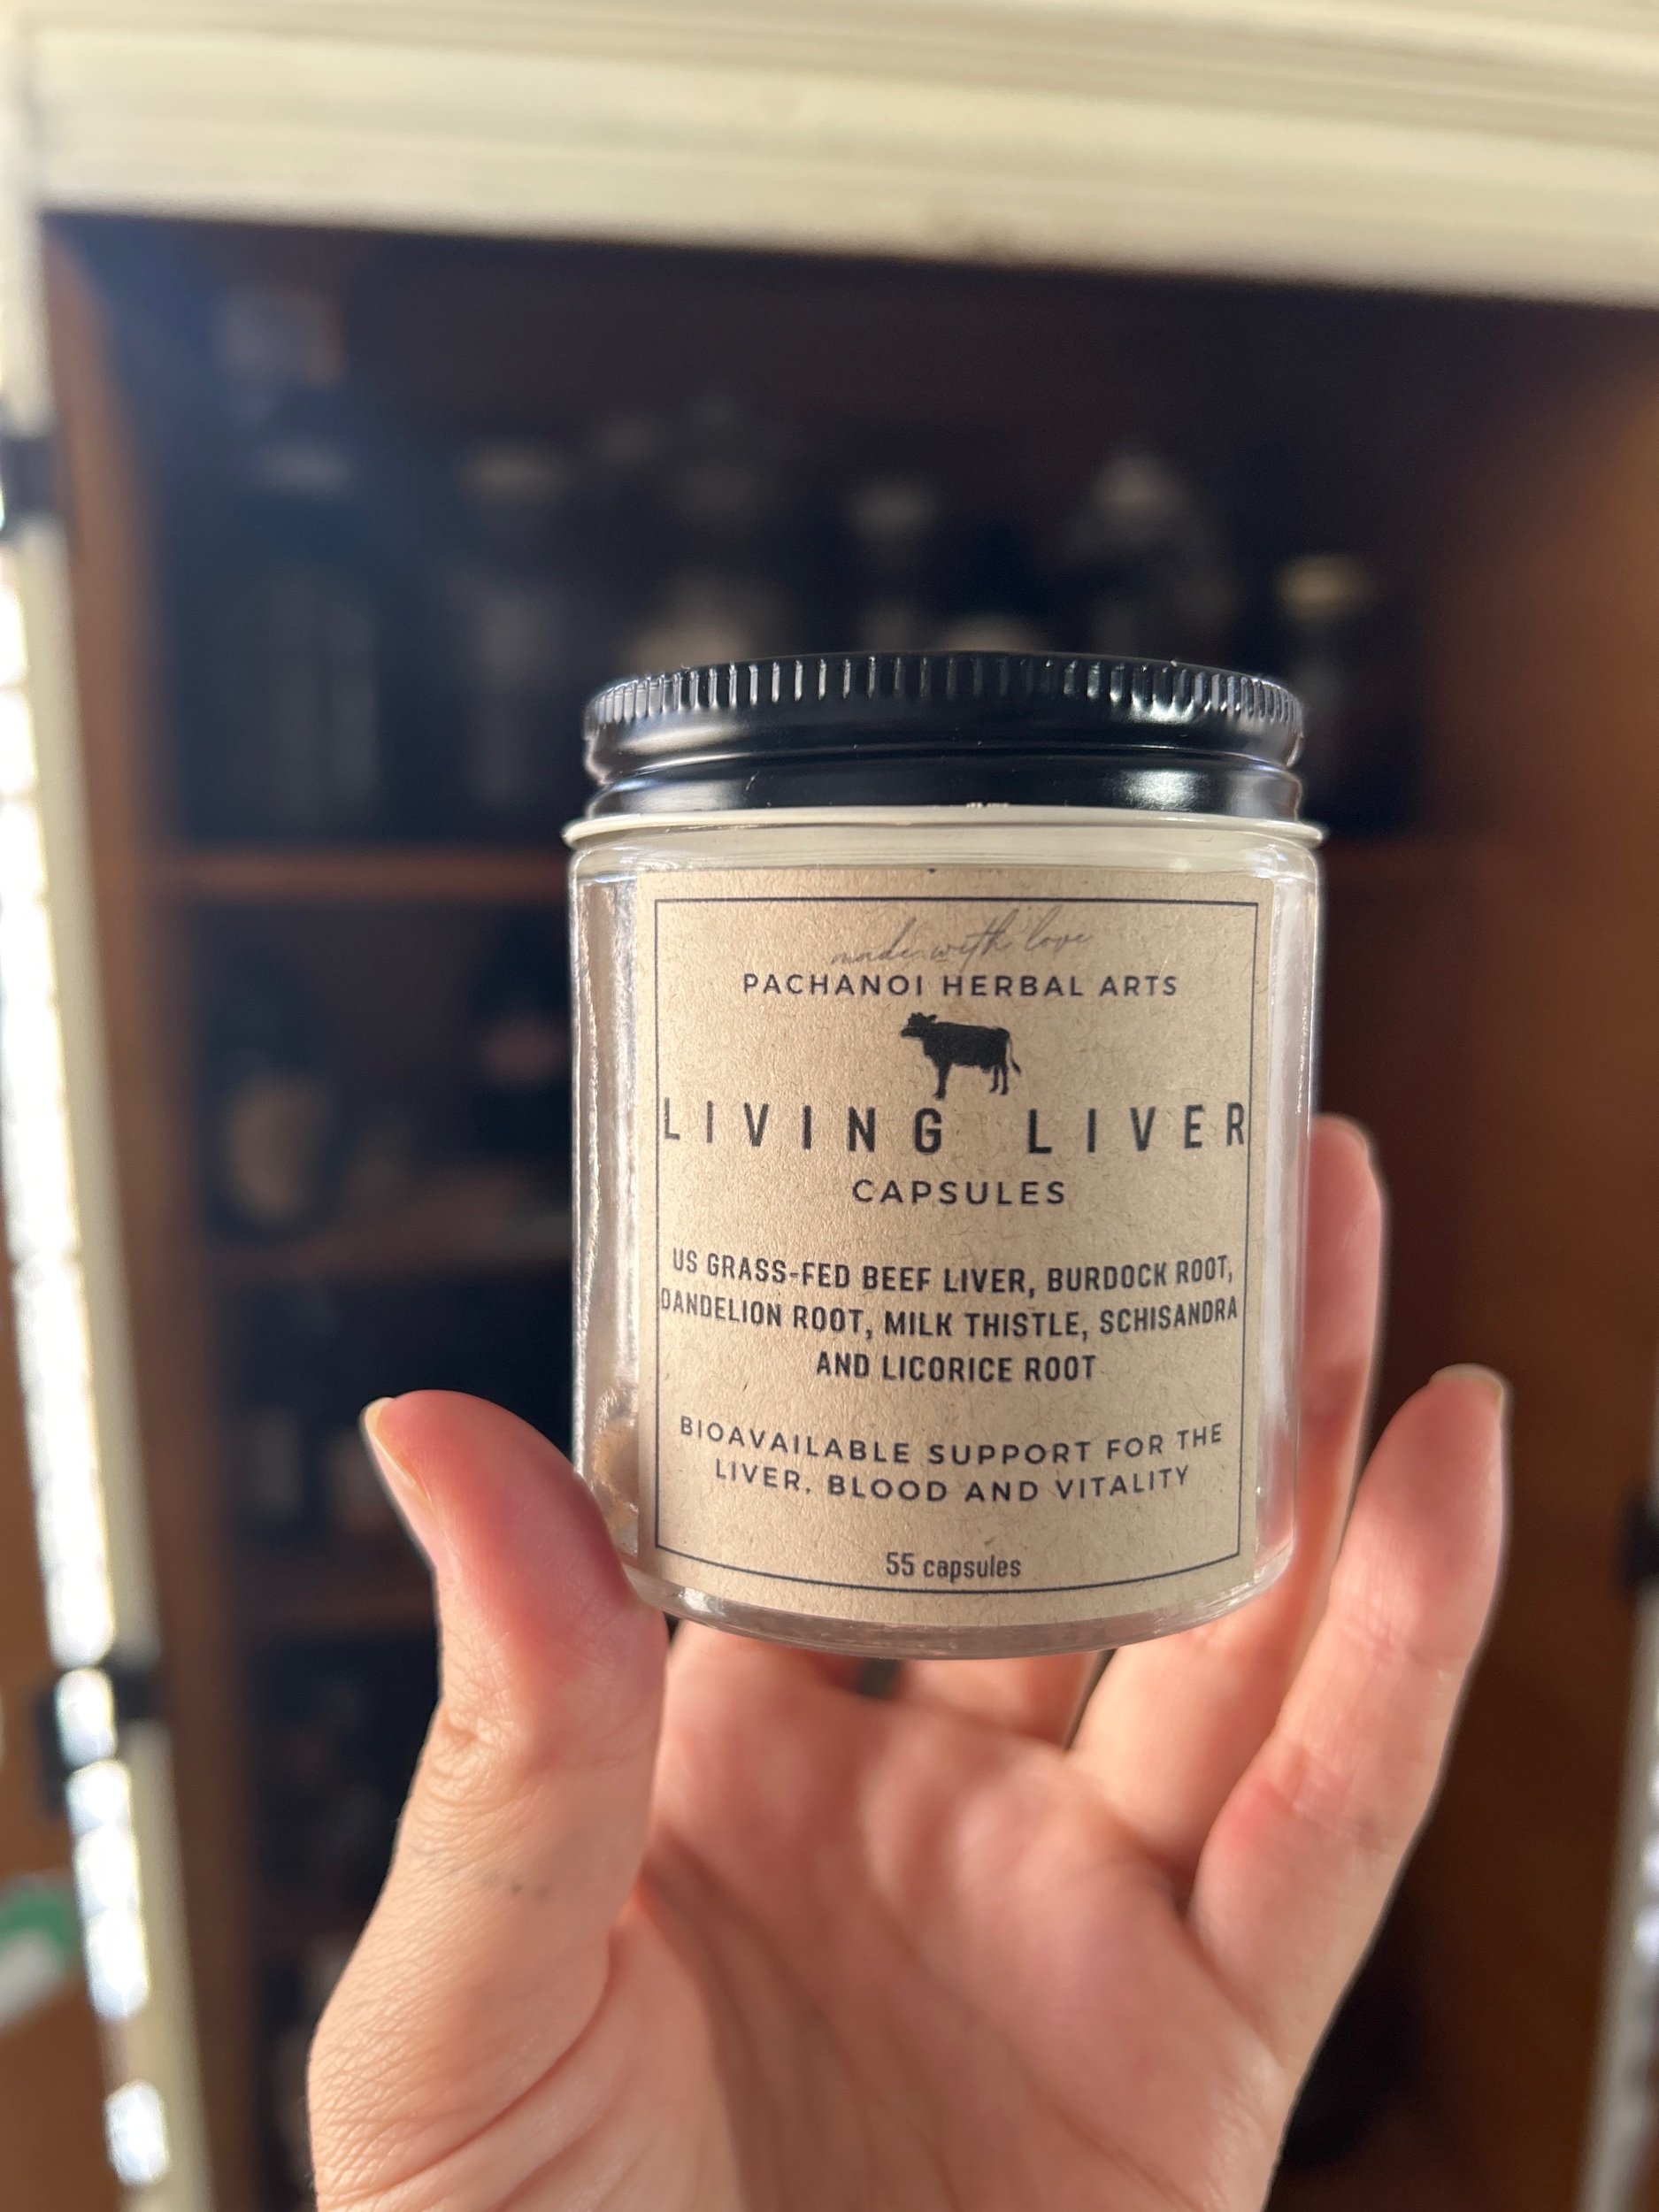 made with love
PACHANOI HERBAL ARTS
LIVING LIVER
CAPSULES
US GRASS-FED BEEF LIVER, BURDOCK ROOT,
DANDELION ROOT, MILK THISTLE, SCHISANDRA
AND LICORICE ROOT
BIOAVAILABLE SUPPORT FOR THE
LIVER, BLOOD AND VITALITY
55 capsules